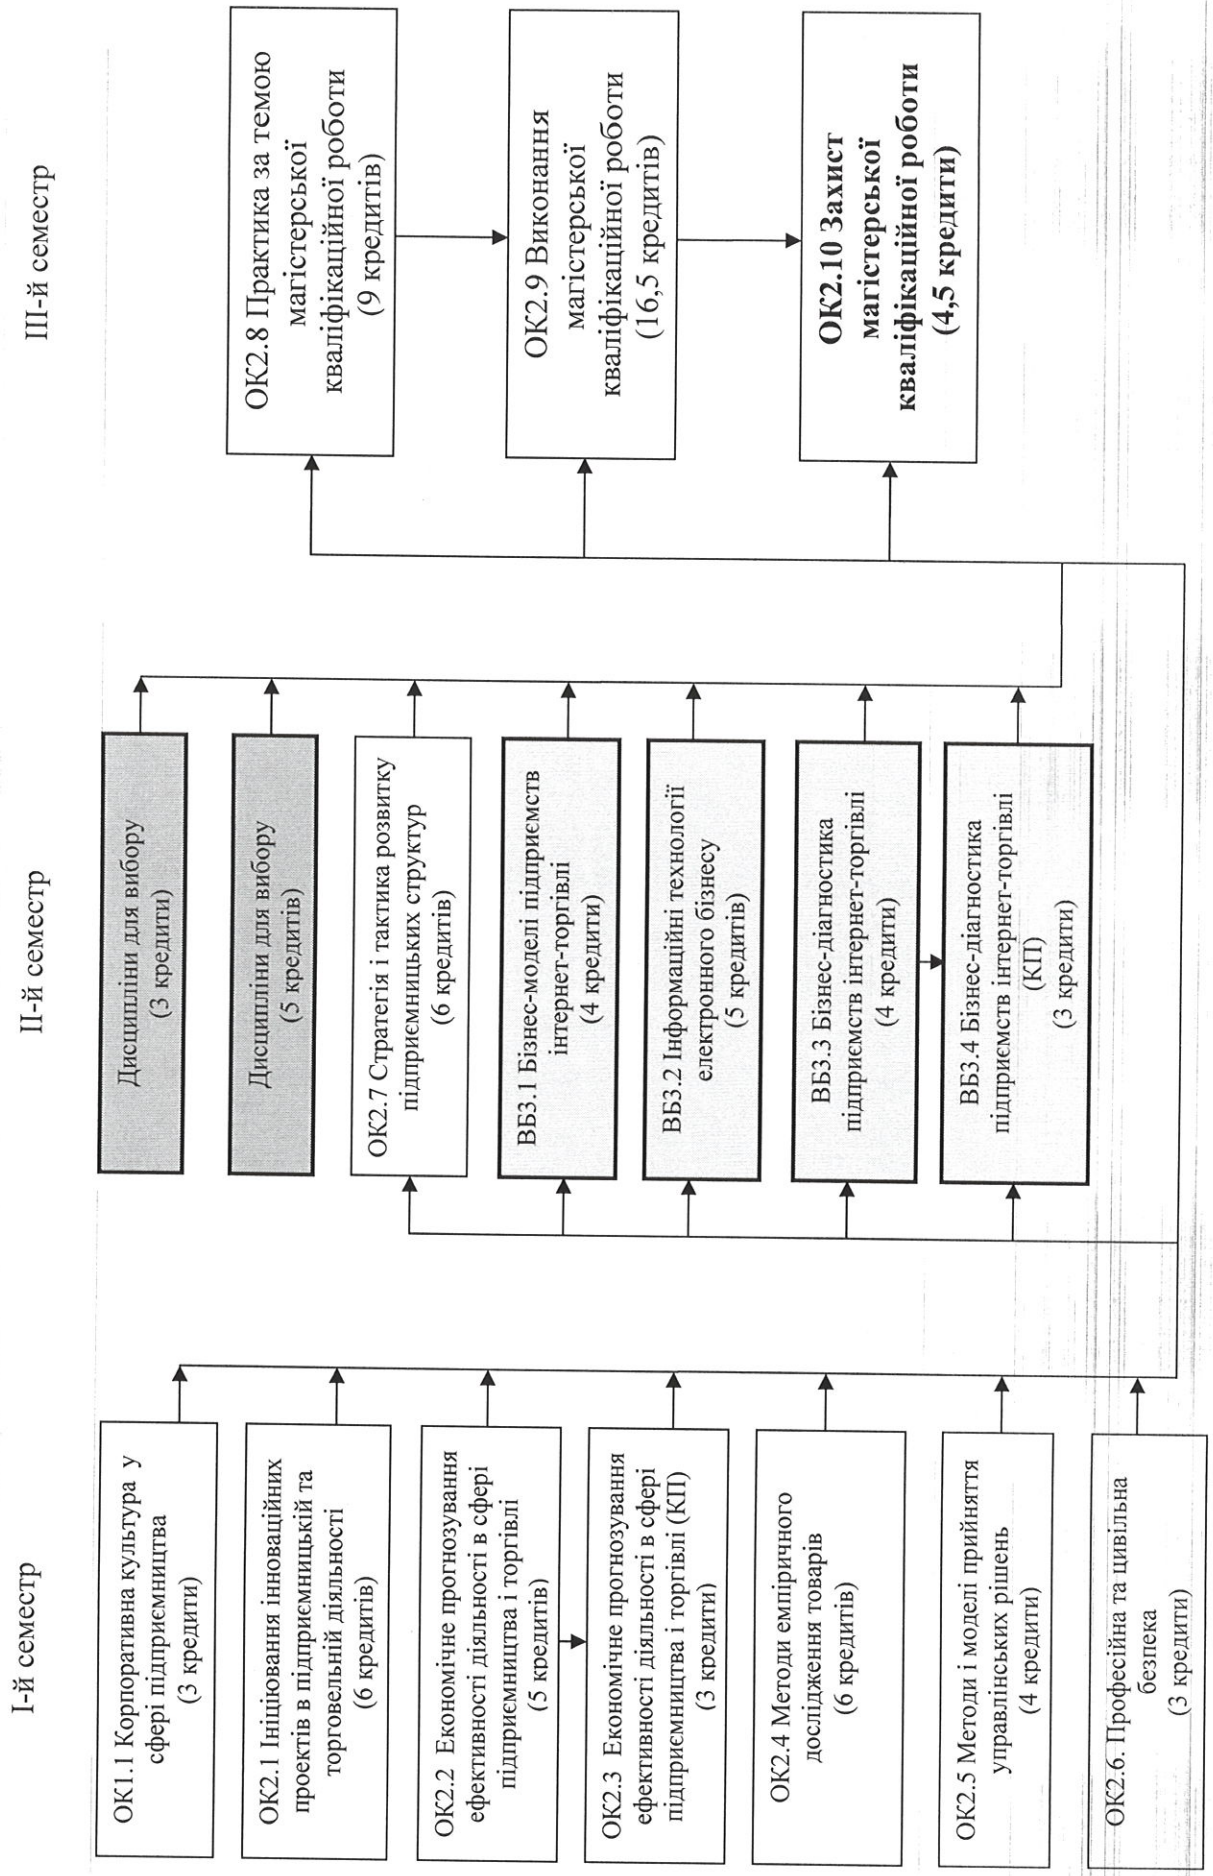 І-й семестр
ОК1.1 Корпоративна культура у
сфері підприємництва
(3 кредити)
ОК2.1 Ініціювання інноваційних
проектів в підприємницькій та
торговельній діяльності
(6 кредитів)
ОК2.2 Економічне прогнозування
ефективності діяльності в сфері
підприємництва і торгівлі
(5 кредитів)
ОК2.3 Економічне прогнозування
ефективності діяльності в сфері
підприємництва і торгівлі (КП)
(3 кредити)
ОК2.4 Методи емпіричного
дослідження товарів
(6 кредитів)
ОК2.5 Методи і моделі прийняття
управлінських рішень
(4 кредити)
ОК2.6. Професійна та цивільна
безпека
(3 кредити)
ІІ-й семестр
Дисципліни для вибору
(3 кредити)
Дисципліни для вибору
(5 кредитів)
ОК2.7 Стратегія і тактика розвитку
підприємницьких структур
(6 кредитів)
ВБ3.1 Бізнес-моделі підприємств
інтернет-торгівлі
(4 кредити)
ВБ3.2 Інформаційні технології
електронного бізнесу
(5 кредитів)
ВБ3.3 Бізнес-діагностика
підприємств інтернет-торгівлі
(4 кредити)
ВБ3.4 Бізнес-діагностика
підприємств інтернет-торгівлі
(КП)
(3 кредити)
ІІІ-й семестр
ОК2.8 Практика за темою
магістерської
кваліфікаційної роботи
(9 кредитів)
ОК2.9 Виконання
магістерської
кваліфікаційної роботи
(16,5 кредитів)
ОК2.10 Захист
магістерської
кваліфікаційної роботи
(4,5 кредити)